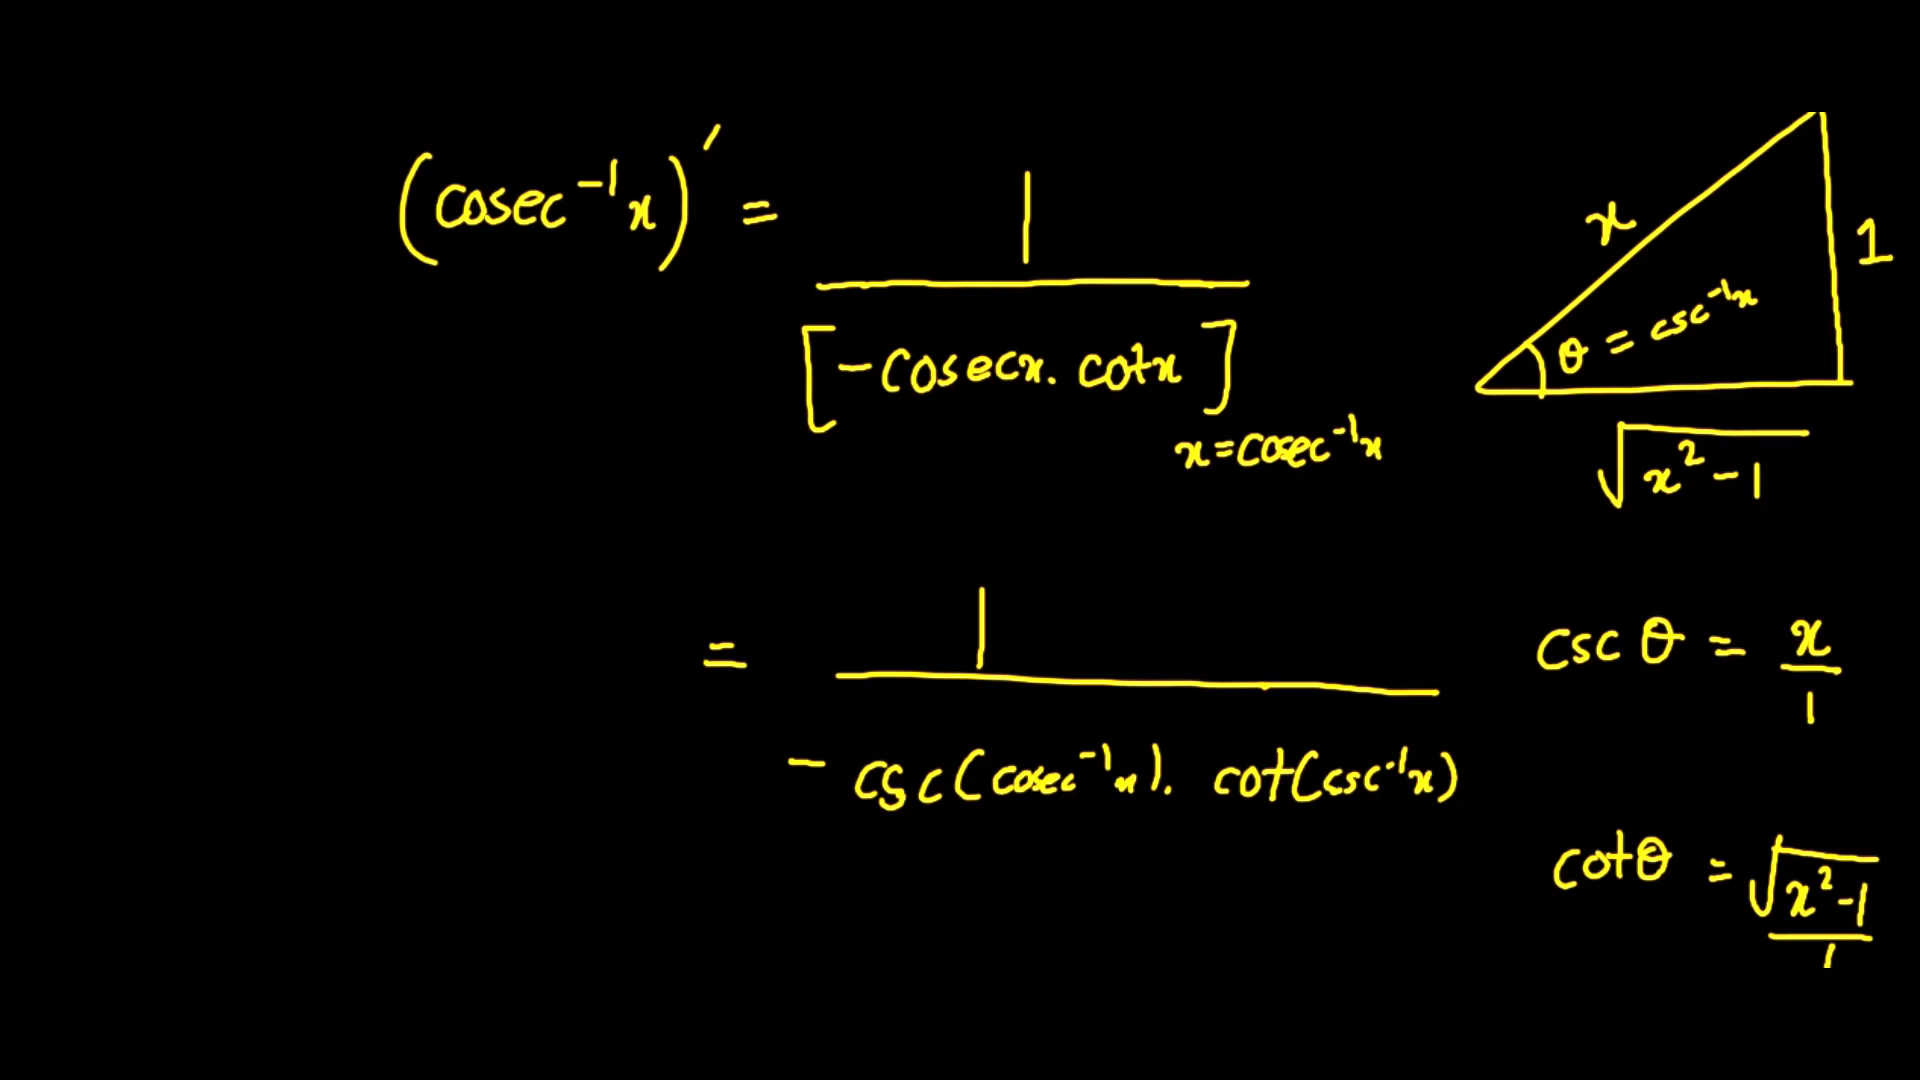 (cosec⁻¹x)′ = 1 / [-cosecx. cotx] x=cosec⁻¹x
= 1 / - csc(cosec⁻¹x). cot(csc⁻¹x)
x
1
θ = csc⁻¹x
√(x² - 1)
csc θ = x / 1
cotθ = √(x²-1) / 1